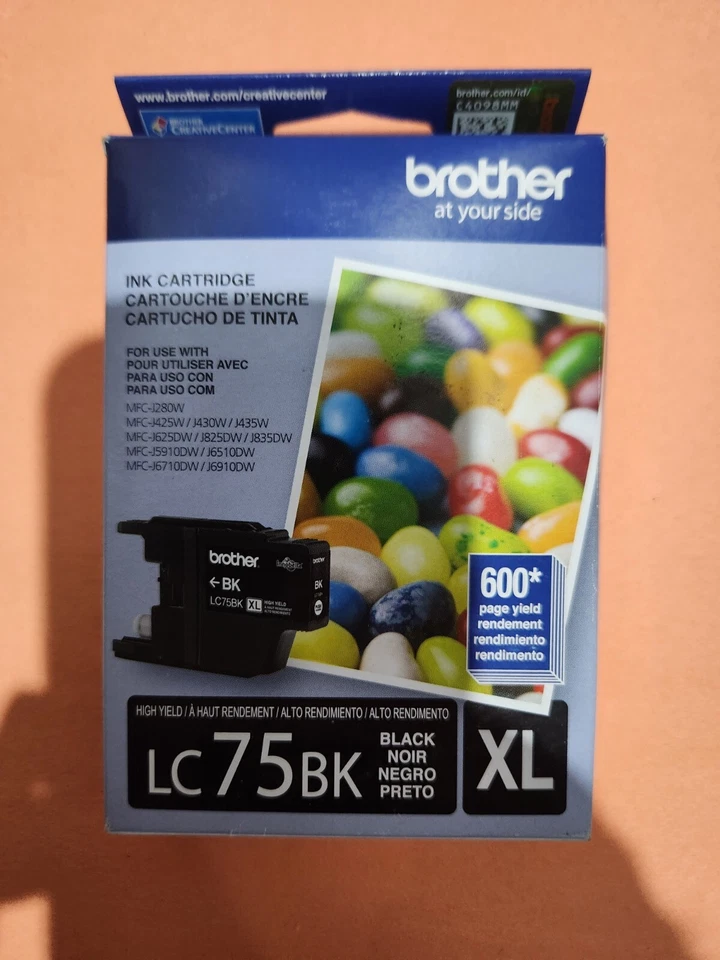 www.brother.com/creativecenter
BROTHER
CREATIVECENTER
brother.com/id/
C4098MM
brother
at your side
INK CARTRIDGE
CARTOUCHE D'ENCRE
CARTUCHO DE TINTA
FOR USE WITH
POUR UTILISER AVEC
PARA USO CON
PARA USO COM
MFC-J280W
MFC-J425W / J430W / J435W
MFC-J625DW / J825DW / J835DW
MFC-J5910DW / J6510DW
MFC-J6710DW / J6910DW
brother
brother
←BK
BK
LC75BK XL HIGH YIELD
600*
page yield
rendement
rendimiento
rendimento
HIGH YIELD / À HAUT RENDEMENT / ALTO RENDIMIENTO / ALTO RENDIMENTO
LC75BK
BLACK
NOIR
NEGRO
PRETO
XL